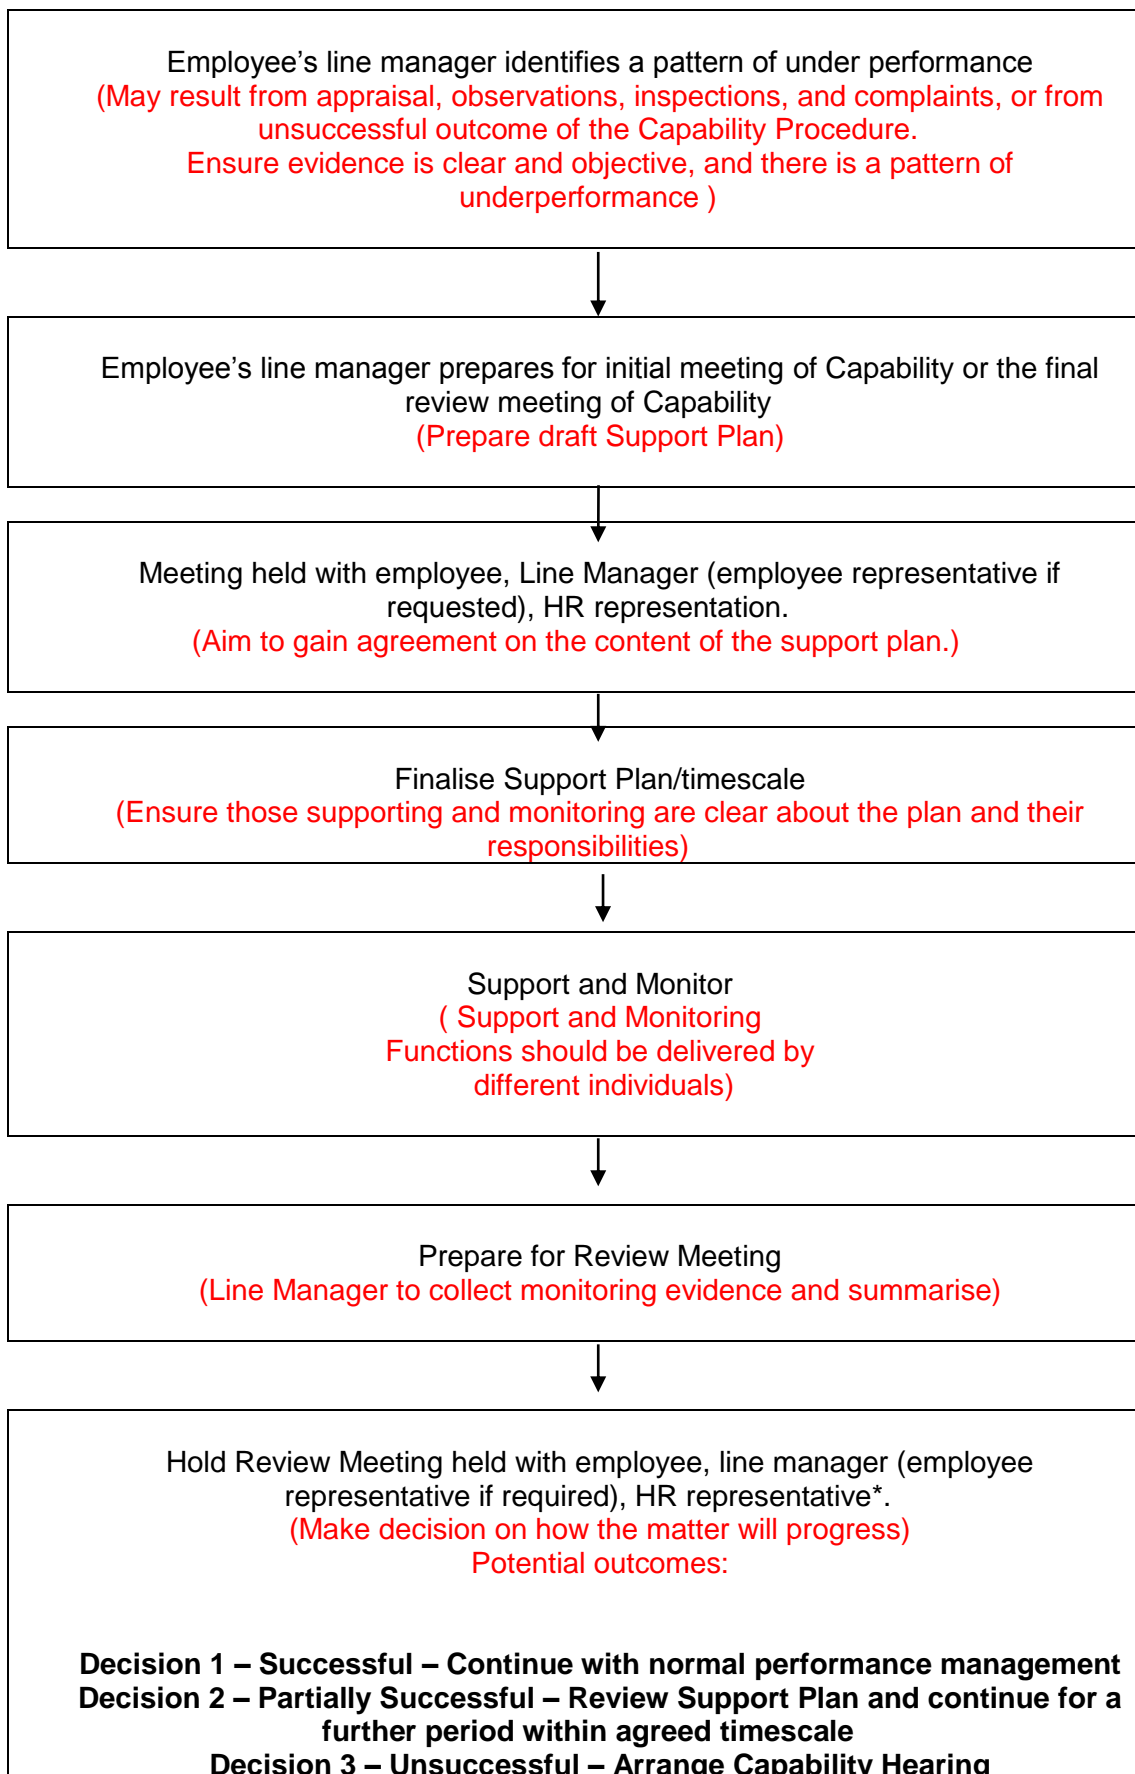 Employee’s line manager identifies a pattern of under performance
(May result from appraisal, observations, inspections, and complaints, or from
unsuccessful outcome of the Capability Procedure.
Ensure evidence is clear and objective, and there is a pattern of
underperformance )
Employee’s line manager prepares for initial meeting of Capability or the final
review meeting of Capability
(Prepare draft Support Plan)
Meeting held with employee, Line Manager (employee representative if
requested), HR representation.
(Aim to gain agreement on the content of the support plan.)
Finalise Support Plan/timescale
(Ensure those supporting and monitoring are clear about the plan and their
responsibilities)
Support and Monitor
( Support and Monitoring
Functions should be delivered by
different individuals)
Prepare for Review Meeting
(Line Manager to collect monitoring evidence and summarise)
Hold Review Meeting held with employee, line manager (employee
representative if required), HR representative*.
(Make decision on how the matter will progress)
Potential outcomes:
Decision 1 – Successful – Continue with normal performance management
Decision 2 – Partially Successful – Review Support Plan and continue for a
further period within agreed timescale
Decision 3 – Unsuccessful – Arrange Capability Hearing